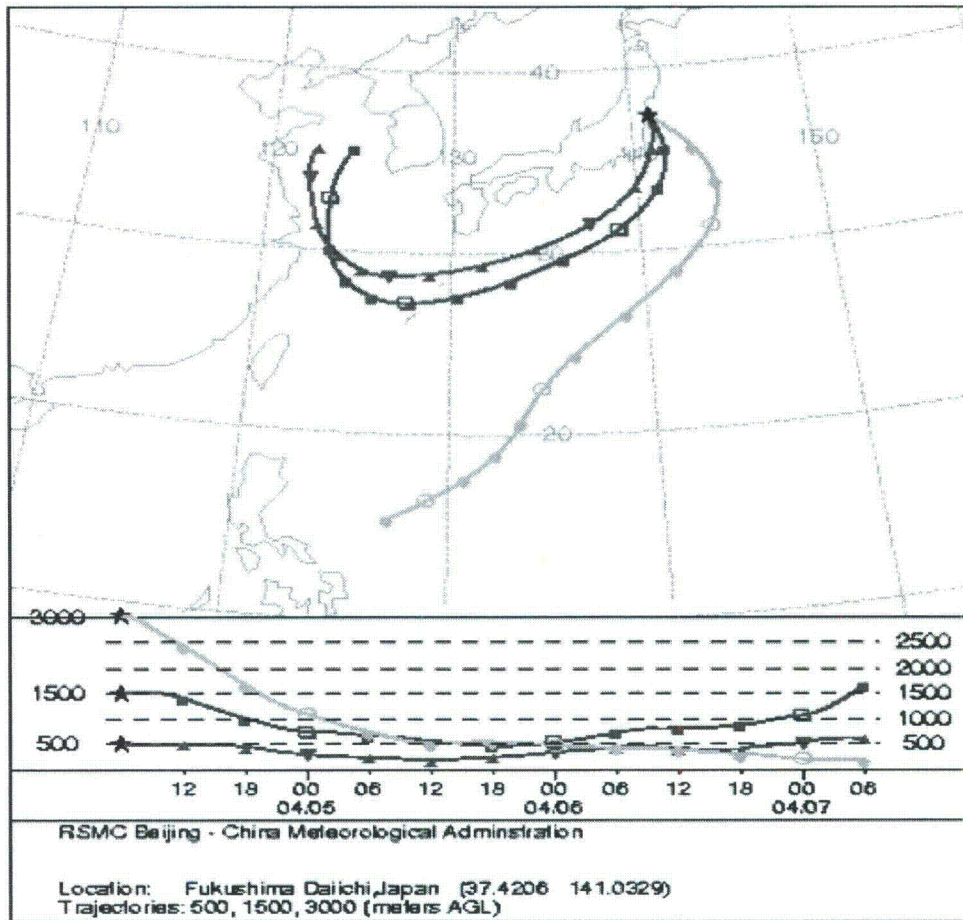 40
110
120
130
150
20
3000
2500
2000
1500 1500
1000
500 500
12 18 00 06 12 18 00 06 12 18 00 06
04.05 04.06 04.07
RSMC Beijing - China Meteorological Adminstration
Location: Fukushima Daiichi,Japan (37.4206 141.0329)
Trajectories: 500, 1500, 3000 (meters AGL)